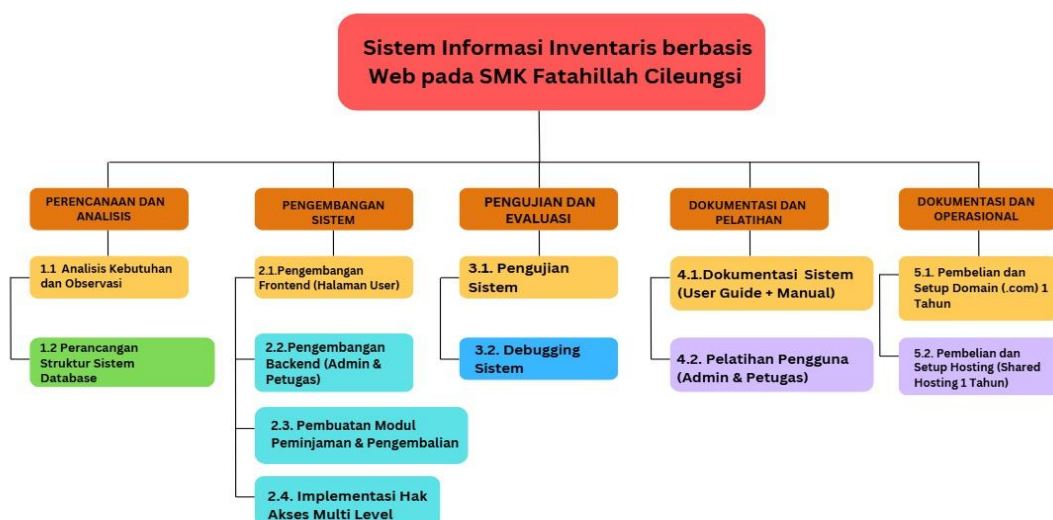 Sistem Informasi Inventaris berbasis
Web pada SMK Fatahillah Cileungsi
PERENCANAAN DAN
ANALISIS
1.1 Analisis Kebutuhan
dan Observasi
1.2 Perancangan
Struktur Sistem
Database
PENGEMBANGAN
SISTEM
2.1.Pengembangan
Frontend (Halaman User)
2.2.Pengembangan
Backend (Admin &
Petugas)
2.3. Pembuatan Modul
Peminjaman & Pengembalian
2.4. Implementasi Hak
Akses Multi Level
PENGUJIAN DAN
EVALUASI
3.1. Pengujian
Sistem
3.2. Debugging
Sistem
DOKUMENTASI DAN
PELATIHAN
4.1.Dokumentasi Sistem
(User Guide + Manual)
4.2. Pelatihan Pengguna
(Admin & Petugas)
DOKUMENTASI DAN
OPERASIONAL
5.1. Pembelian dan
Setup Domain (.com) 1
Tahun
5.2. Pembelian dan
Setup Hosting (Shared
Hosting 1 Tahun)